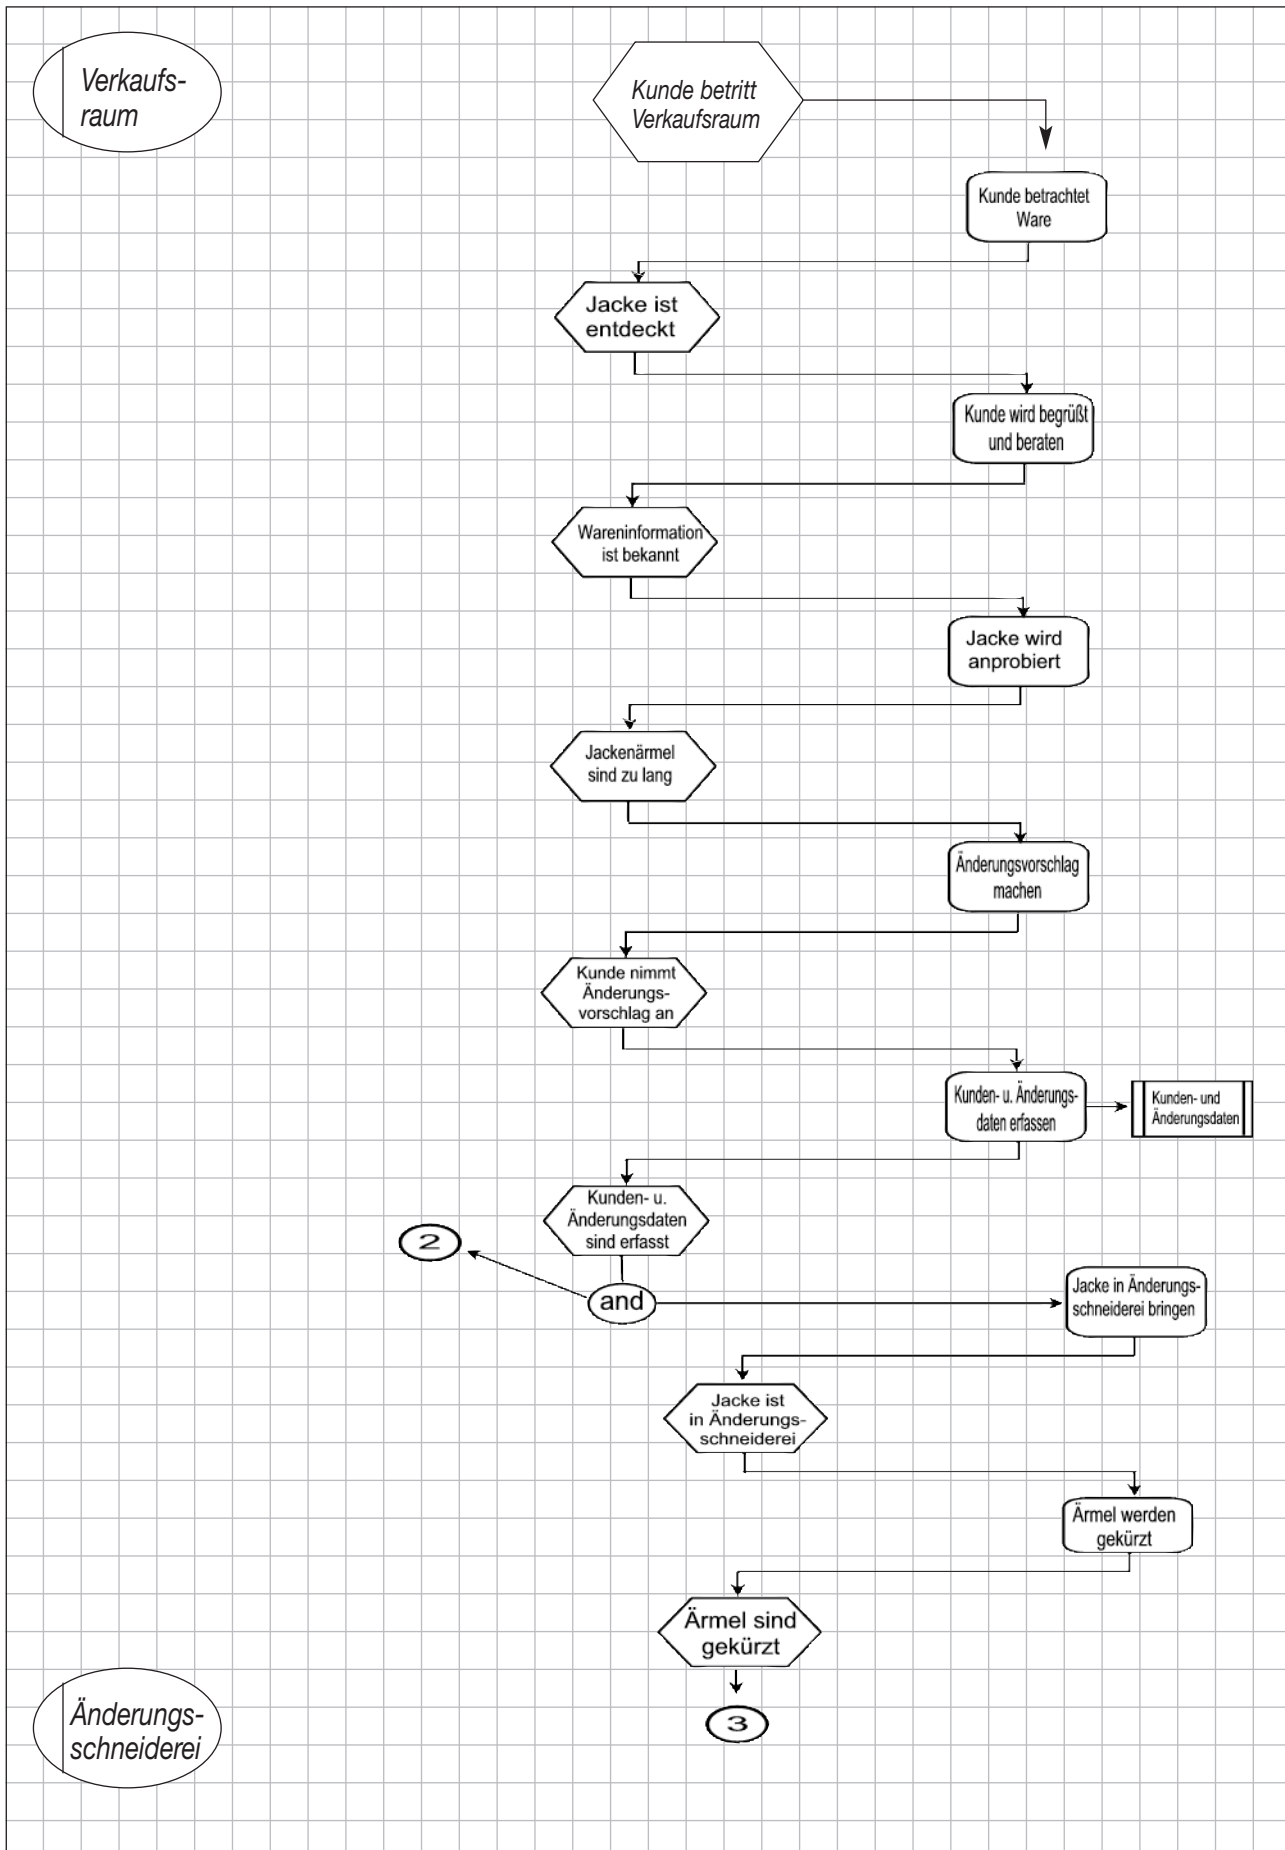 Verkaufs-
raum
Kunde betritt
Verkaufsraum
Kunde betrachtet
Ware
Jacke ist
entdeckt
Kunde wird begrüßt
und beraten
Wareninformation
ist bekannt
Jacke wird
anprobiert
Jackenärmel
sind zu lang
Änderungsvorschlag
machen
Kunde nimmt
Änderungs-
vorschlag an
Kunden- u. Änderungs-
daten erfassen
Kunden- und
Änderungsdaten
Kunden- u.
Änderungsdaten
sind erfasst
2
and
Jacke in Änderungs-
schneiderei bringen
Jacke ist
in Änderungs-
schneiderei
Ärmel werden
gekürzt
Ärmel sind
gekürzt
Änderungs-
schneiderei
3